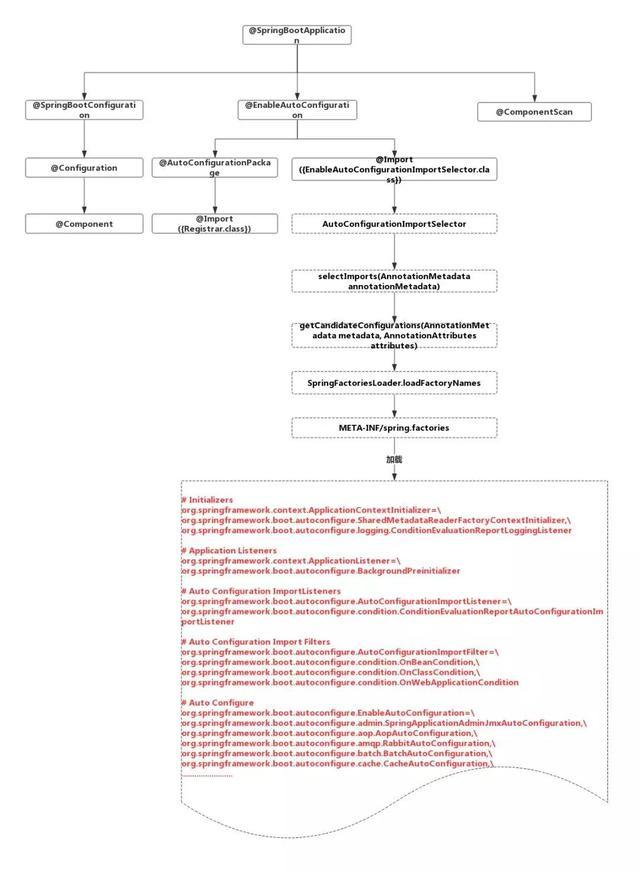 @SpringBootApplicatio
n
@SpringBootConfigurati
on
@EnableAutoConfigurati
on
@ComponentScan
@Configuration
@AutoConfigurationPacka
ge
@Import
({EnableAutoConfigurationImportSelector.cla
ss})
@Component
@Import
({Registrar.class})
AutoConfigurationImportSelector
selectImports(AnnotationMetadata
annotationMetadata)
getCandidateConfigurations(AnnotationMet
adata metadata, AnnotationAttributes
attributes)
SpringFactoriesLoader.loadFactoryNames
META-INF/spring.factories
加载
# Initializers
org.springframework.context.ApplicationContextInitializer=\
org.springframework.boot.autoconfigure.SharedMetadataReaderFactoryContextInitializer,\
org.springframework.boot.autoconfigure.logging.ConditionEvaluationReportLoggingListener
# Application Listeners
org.springframework.context.ApplicationListener=\
org.springframework.boot.autoconfigure.BackgroundPreinitializer
# Auto Configuration ImportListeners
org.springframework.boot.autoconfigure.AutoConfigurationImportListener=\
org.springframework.boot.autoconfigure.condition.ConditionEvaluationReportAutoConfigurationIm
portListener
# Auto Configuration Import Filters
org.springframework.boot.autoconfigure.AutoConfigurationImportFilter=\
org.springframework.boot.autoconfigure.condition.OnBeanCondition,\
org.springframework.boot.autoconfigure.condition.OnClassCondition,\
org.springframework.boot.autoconfigure.condition.OnWebApplicationCondition
# Auto Configure
org.springframework.boot.autoconfigure.EnableAutoConfiguration=\
org.springframework.boot.autoconfigure.admin.SpringApplicationAdminJmxAutoConfiguration,\
org.springframework.boot.autoconfigure.aop.AopAutoConfiguration,\
org.springframework.boot.autoconfigure.amqp.RabbitAutoConfiguration,\
org.springframework.boot.autoconfigure.batch.BatchAutoConfiguration,\
org.springframework.boot.autoconfigure.cache.CacheAutoConfiguration,\
........................